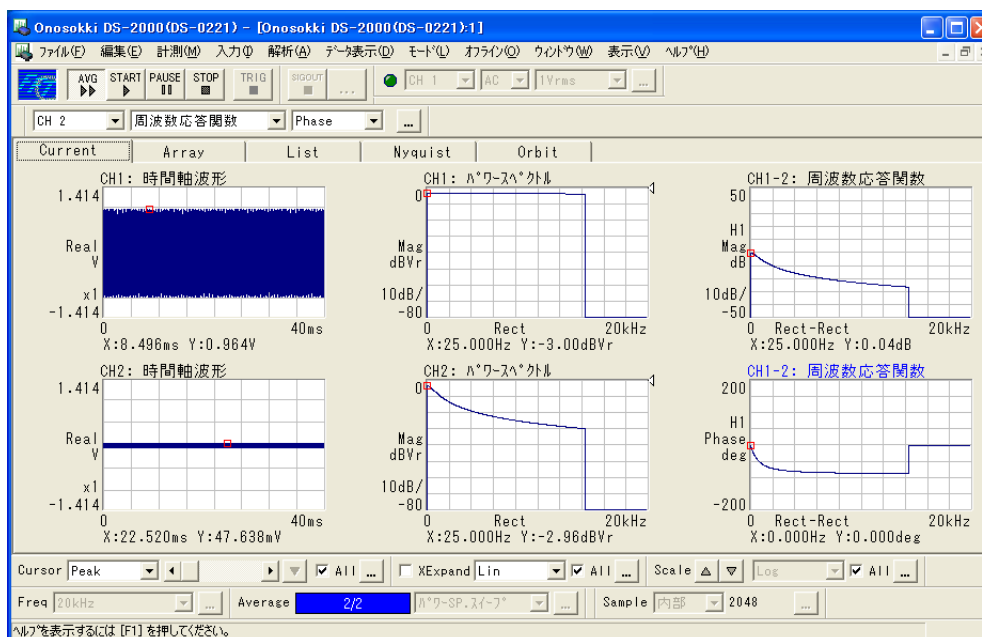 Onosokki DS-2000(DS-0221) - [Onosokki DS-2000(DS-0221):1]
ファイル(F) 編集(E) 計測(M) 入力(I) 解析(A) データ表示(D) モード(L) オフライン(O) ウィンドウ(W) 表示(V) ヘルプ(H)
AVG START PAUSE STOP TRIG SIGOUT ... CH 1 AC 1Vrms ...
CH 2 周波数応答関数 Phase ...
Current Array List Nyquist Orbit
CH1: 時間軸波形
1.414
Real
V
x1
-1.414
0 40ms
X:8.496ms Y:0.964V
CH1: パワースペクトル
0
Mag
dBVr
10dB/
-80
0 Rect 20kHz
X:25.000Hz Y:-3.00dBVr
CH1-2: 周波数応答関数
50
H1
Mag
dB
10dB/
-50
0 Rect-Rect 20kHz
X:25.000Hz Y:0.04dB
CH2: 時間軸波形
1.414
Real
V
x1
-1.414
0 40ms
X:22.520ms Y:47.638mV
CH2: パワースペクトル
0
Mag
dBVr
10dB/
-80
0 Rect 20kHz
X:25.000Hz Y:-2.96dBVr
CH1-2: 周波数応答関数
200
H1
Phase
deg
-200
0 Rect-Rect 20kHz
X:0.000Hz Y:0.000deg
Cursor Peak All ... XExpand Lin All ... Scale Log All ...
Freq 20kHz ... Average 2/2 パワーSP.スイープ ... Sample 内部 2048 ...
ヘルプを表示するには [F1] を押してください。